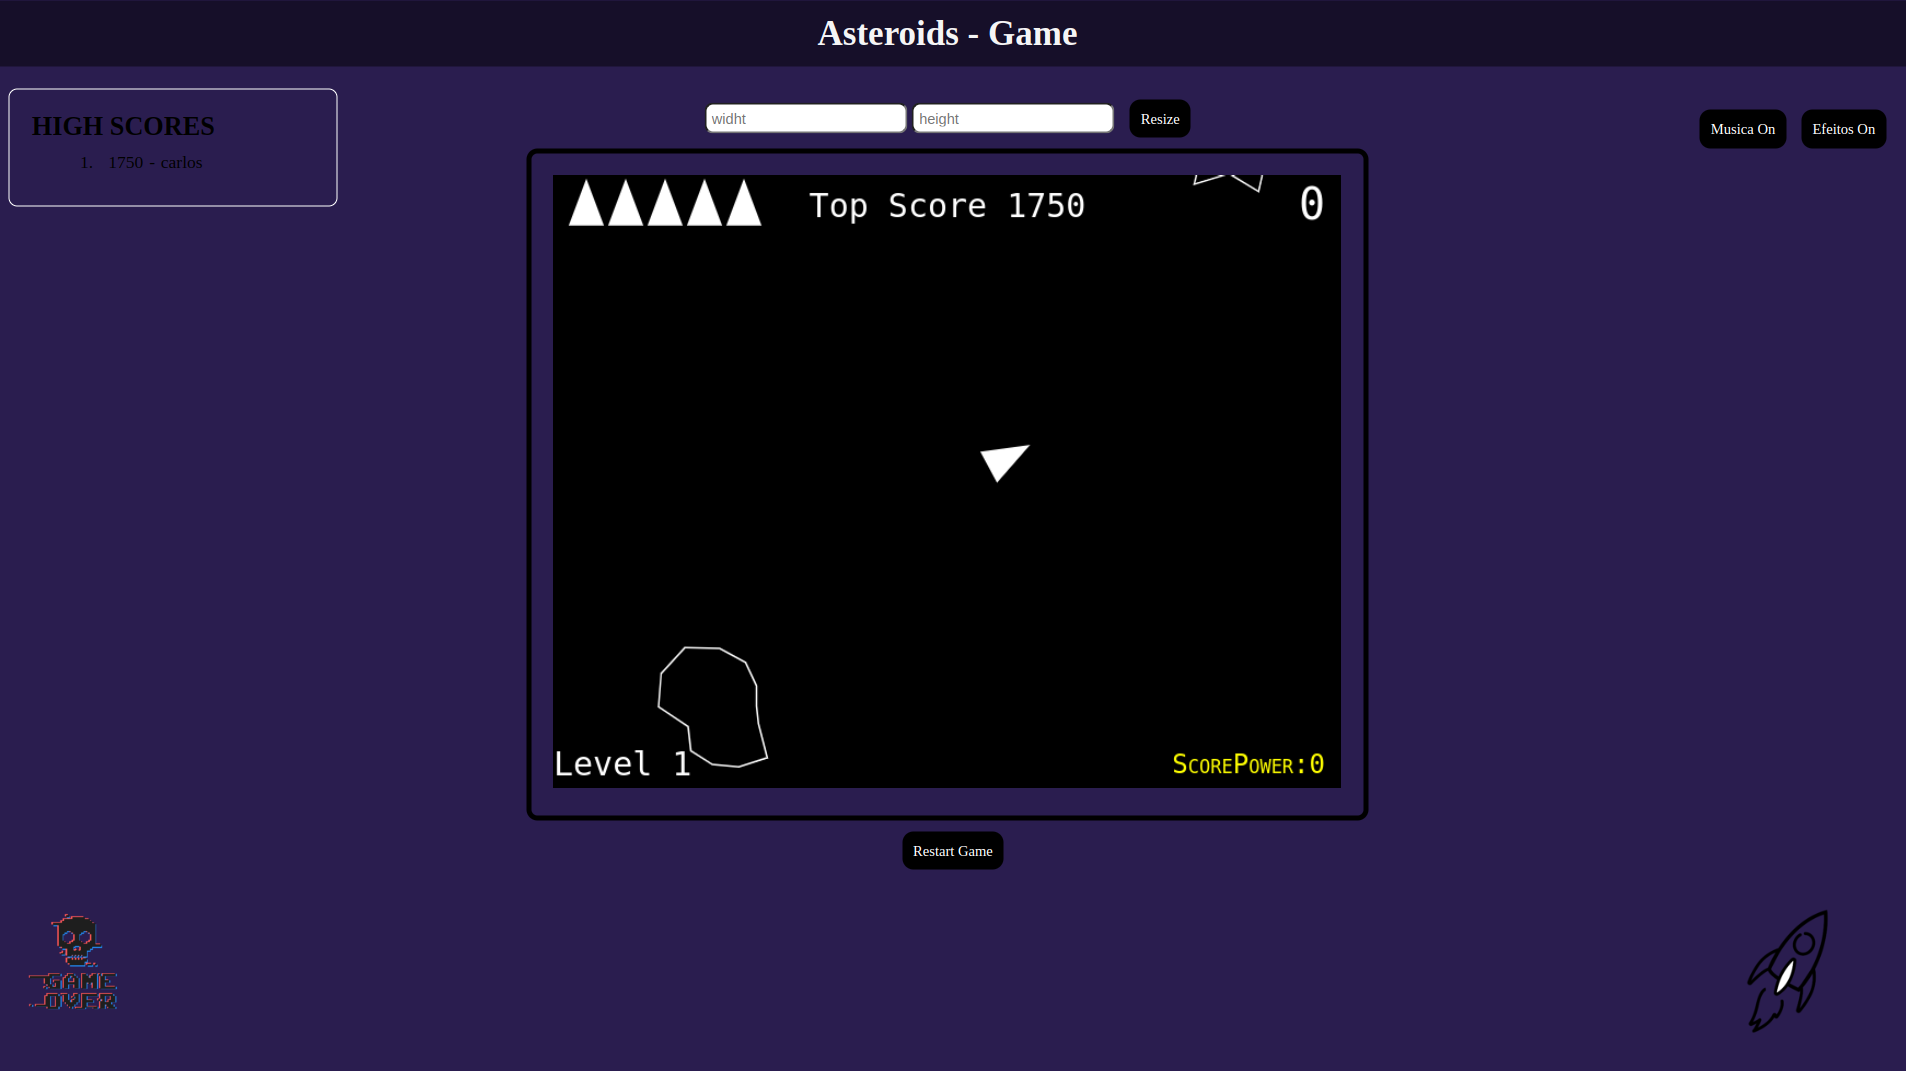 Asteroids - Game
HIGH SCORES
1. 1750 - carlos
widht height Resize
Musica On Efeitos On
Top Score 1750 0
Level 1
ScorePower:0
Restart Game
GAME
OVER